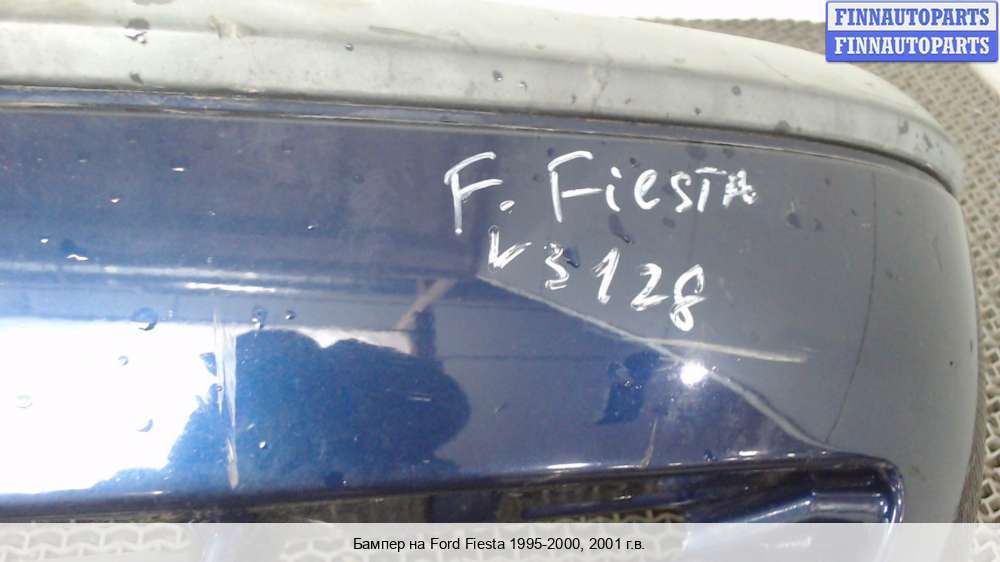 FINNAUTOPARTS
FINNAUTOPARTS
F. Fiesta
v3128
Бампер на Ford Fiesta 1995-2000, 2001 г.в.